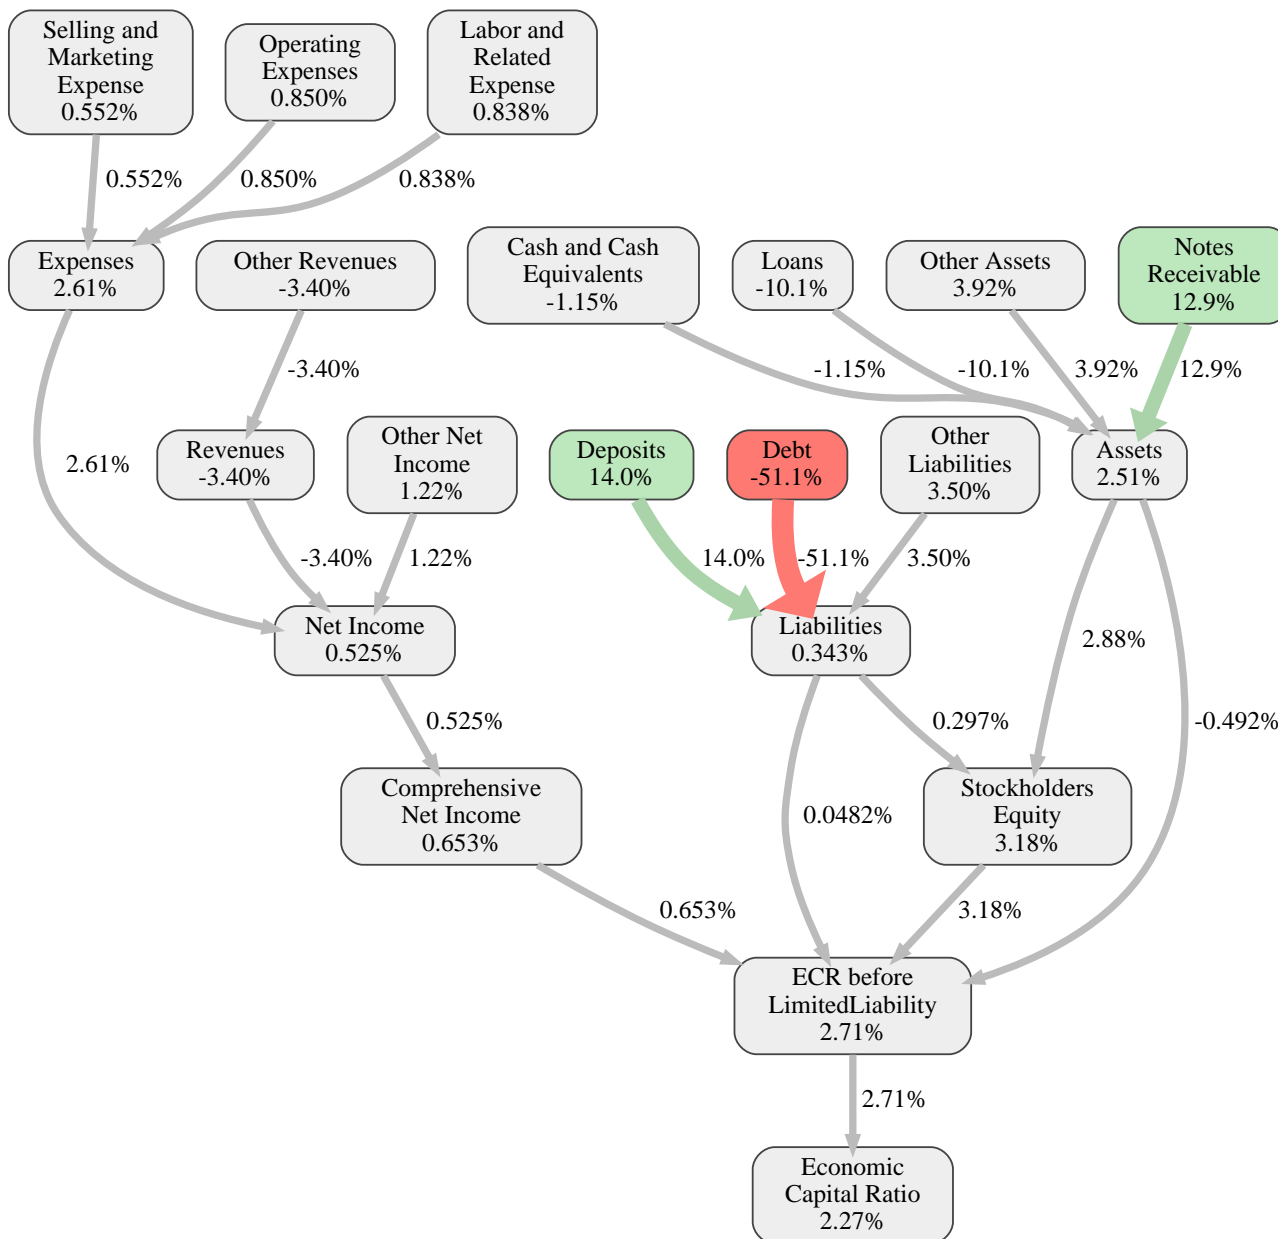 Selling and
Marketing
Expense
0.552%
Operating
Expenses
0.850%
Labor and
Related
Expense
0.838%
0.552%
0.850%
0.838%
Expenses
2.61%
Other Revenues
-3.40%
Cash and Cash
Equivalents
-1.15%
Loans
-10.1%
Other Assets
3.92%
Notes
Receivable
12.9%
-3.40%
-1.15%
-10.1%
3.92%
12.9%
2.61%
Revenues
-3.40%
Other Net
Income
1.22%
Deposits
14.0%
Debt
-51.1%
Other
Liabilities
3.50%
Assets
2.51%
-3.40%
1.22%
14.0%
-51.1%
3.50%
Net Income
0.525%
Liabilities
0.343%
2.88%
0.525%
0.297%
-0.492%
Comprehensive
Net Income
0.653%
0.0482%
Stockholders
Equity
3.18%
0.653%
3.18%
ECR before
LimitedLiability
2.71%
2.71%
Economic
Capital Ratio
2.27%